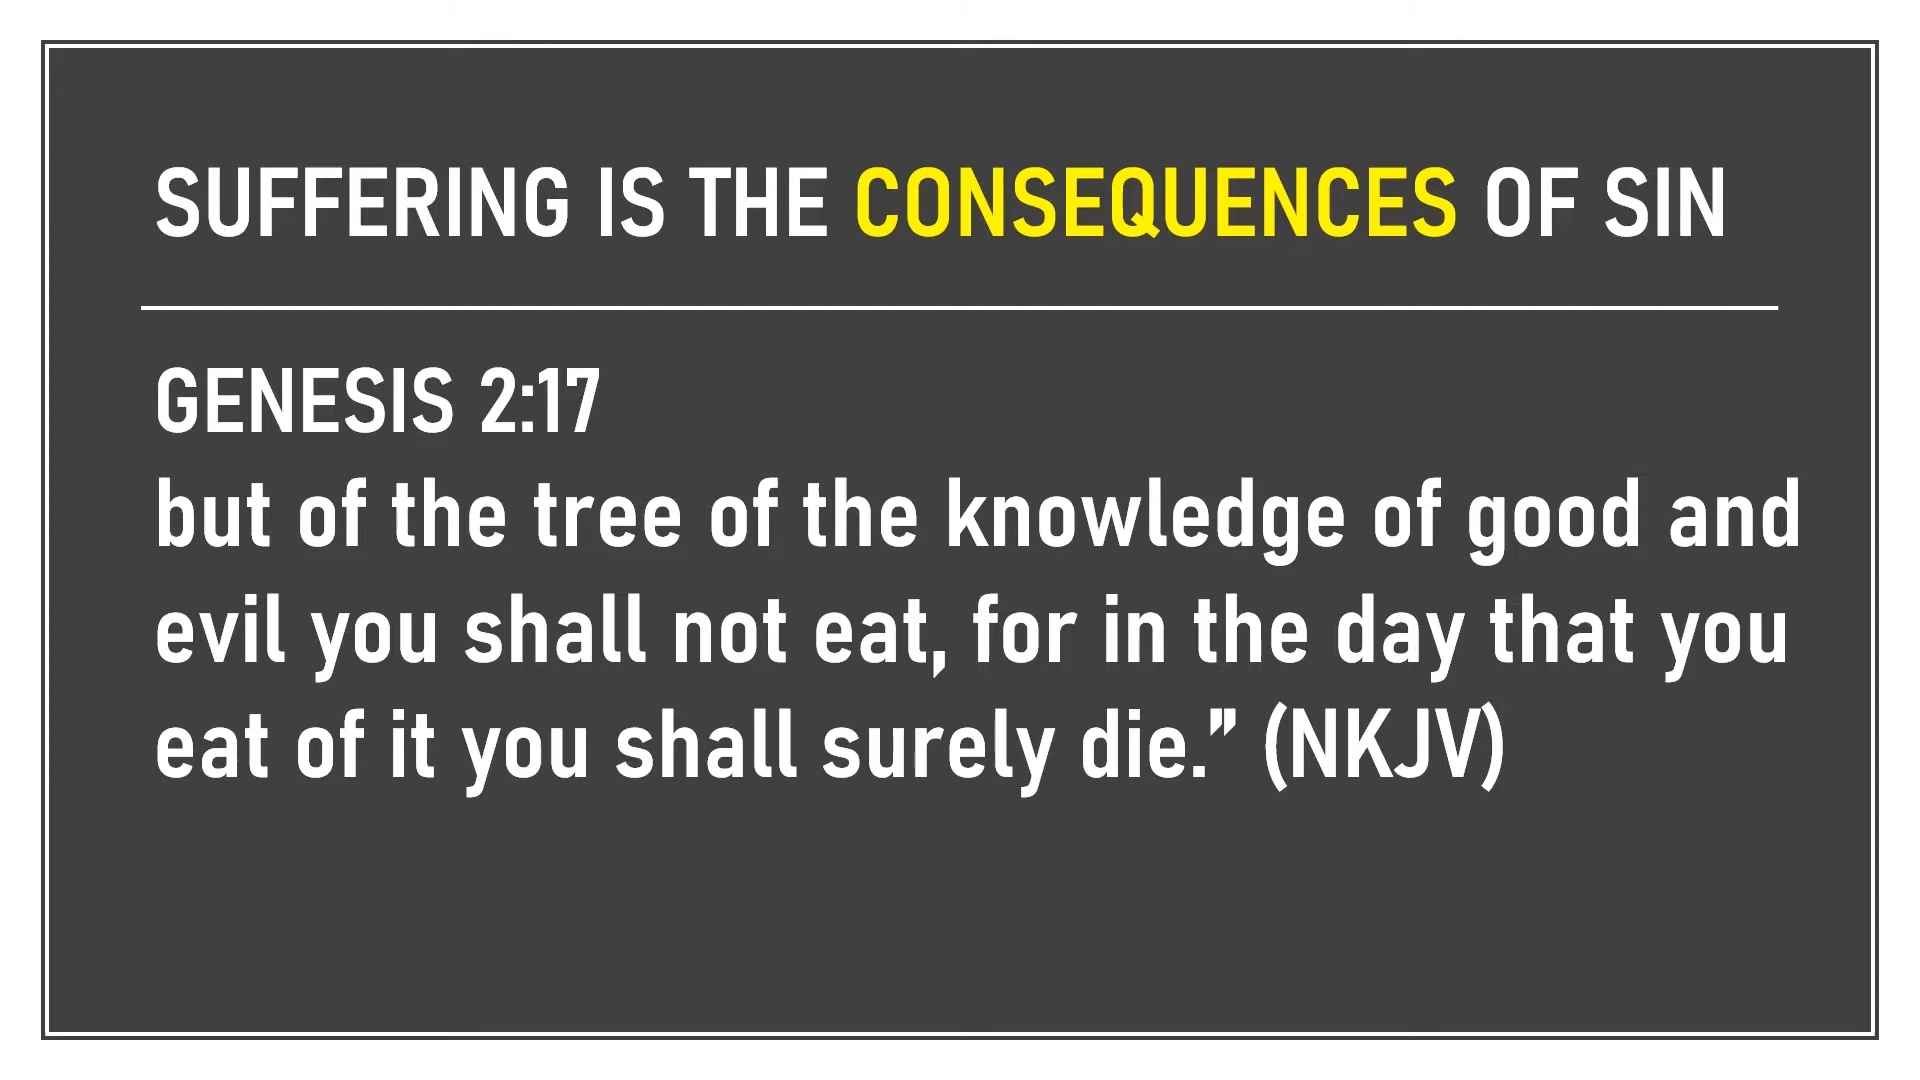 SUFFERING IS THE CONSEQUENCES OF SIN
GENESIS 2:17
but of the tree of the knowledge of good and
evil you shall not eat, for in the day that you
eat of it you shall surely die.” (NKJV)